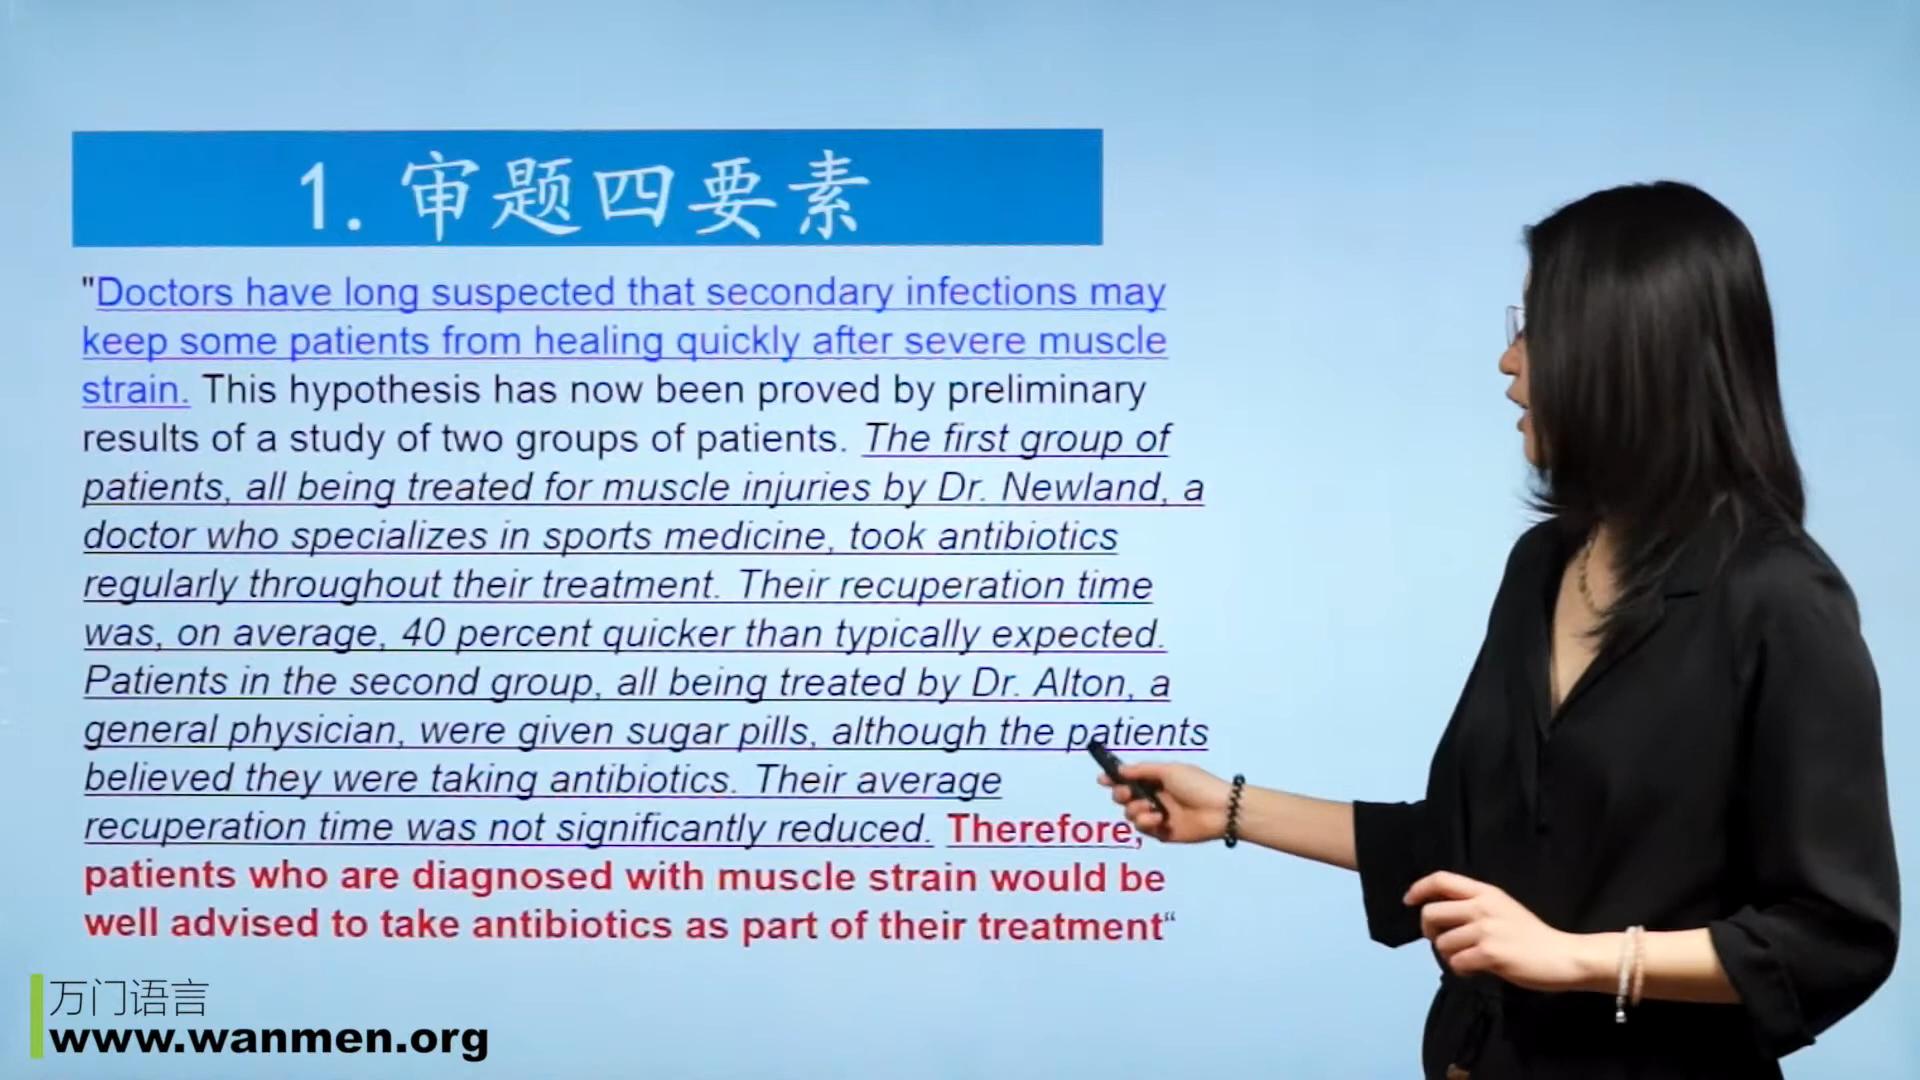 1.审题四要素
"Doctors have long suspected that secondary infections may
keep some patients from healing quickly after severe muscle
strain. This hypothesis has now been proved by preliminary
results of a study of two groups of patients. The first group of
patients, all being treated for muscle injuries by Dr. Newland, a
doctor who specializes in sports medicine, took antibiotics
regularly throughout their treatment. Their recuperation time
was, on average, 40 percent quicker than typically expected.
Patients in the second group, all being treated by Dr. Alton, a
general physician, were given sugar pills, although the patients
believed they were taking antibiotics. Their average
recuperation time was not significantly reduced. Therefore,
patients who are diagnosed with muscle strain would be
well advised to take antibiotics as part of their treatment“
万门语言
www.wanmen.org